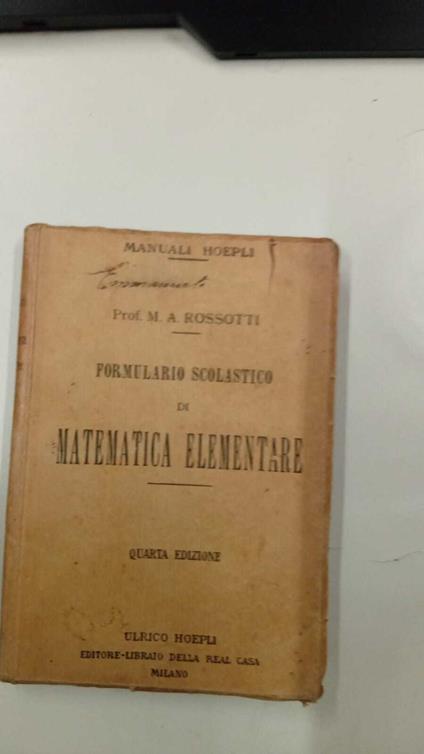 MANUALI HOEPLI
Prof. M. A. ROSSOTTI
FORMULARIO SCOLASTICO
DI
MATEMATICA ELEMENTARE
QUARTA EDIZIONE
ULRICO HOEPLI
EDITORE-LIBRAIO DELLA REAL CASA
MILANO